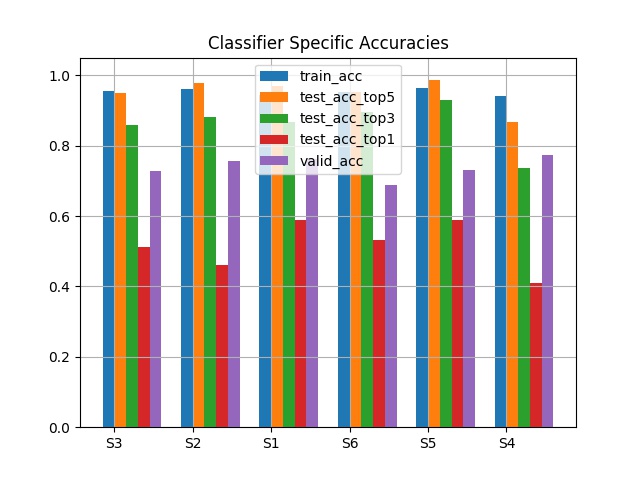 Classifier Specific Accuracies
1.0
0.8
0.6
0.4
0.2
0.0
train_acc
test_acc_top5
test_acc_top3
test_acc_top1
valid_acc
S3 S2 S1 S6 S5 S4